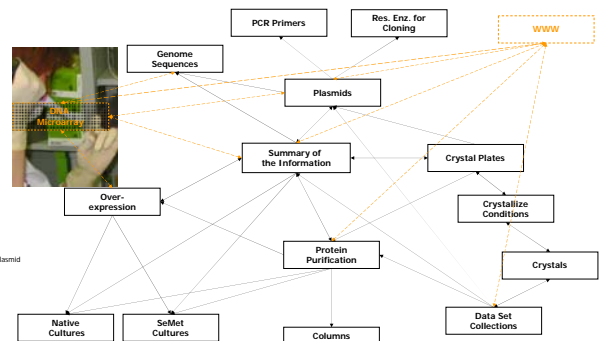 PCR Primers
Res. Enz. for
Cloning
WWW
Genome
Sequences
Plasmids
DNA
Microarray
Summary of
the Information
Crystal Plates
Over-
expression
Crystallize
Conditions
Protein
Purification
lasmid
Crystals
Native
Cultures
SeMet
Cultures
Data Set
Collections
Columns